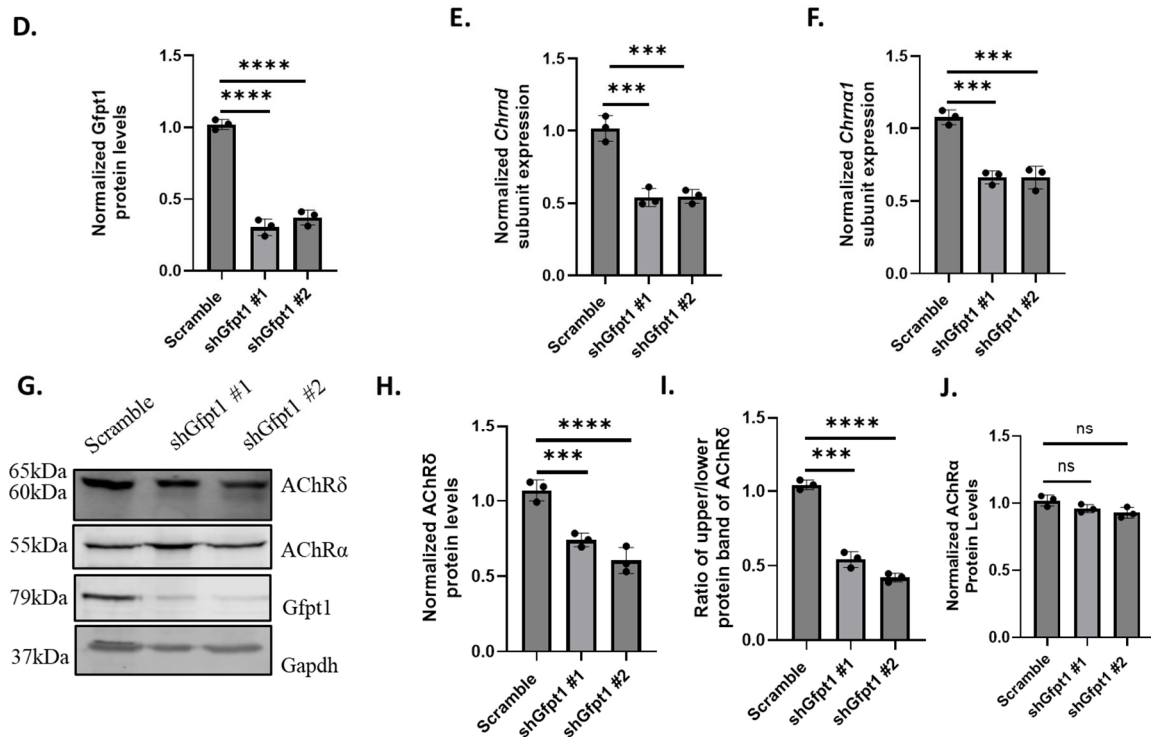 D.
Normalized Gfpt1
protein levels
1.5
1.0
0.5
0.0
****
****
Scramble
shGfpt1 #1
shGfpt1 #2
E.
Normalized Chrnd
subunit expression
1.5
1.0
0.5
0.0
***
***
Scramble
shGfpt1 #1
shGfpt1 #2
F.
Normalized Chrnα1
subunit expression
1.5
1.0
0.5
0.0
***
***
Scramble
shGfpt1 #1
shGfpt1 #2
G.
Scramble
shGfpt1 #1
shGfpt1 #2
65kDa
60kDa
AChRδ
55kDa
AChRα
79kDa
Gfpt1
37kDa
Gapdh
H.
Normalized AChRδ
protein levels
1.5
1.0
0.5
0.0
****
***
Scramble
shGfpt1 #1
shGfpt1 #2
I.
Ratio of upper/lower
protein band of AChRδ
1.5
1.0
0.5
0.0
****
***
Scramble
shGfpt1 #1
shGfpt1 #2
J.
Normalized AChRα
Protein Levels
1.5
1.0
0.5
0.0
ns
ns
Scramble
shGfpt1 #1
shGfpt1 #2